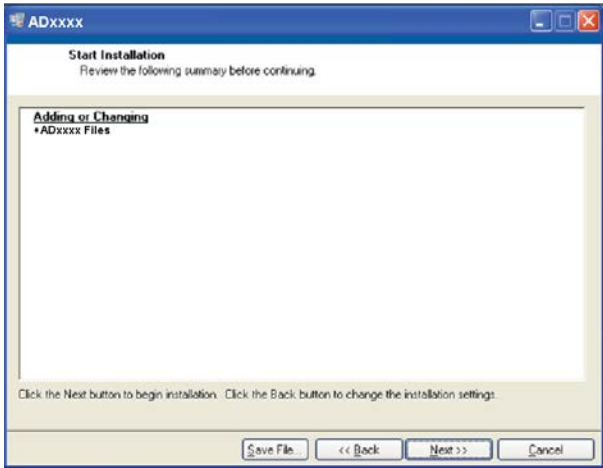 ADxxxx
Start Installation
Review the following summary before continuing.
Adding or Changing
•ADxxxx Files
Click the Next button to begin installation. Click the Back button to change the installation settings.
Save File... << Back Next >> Cancel